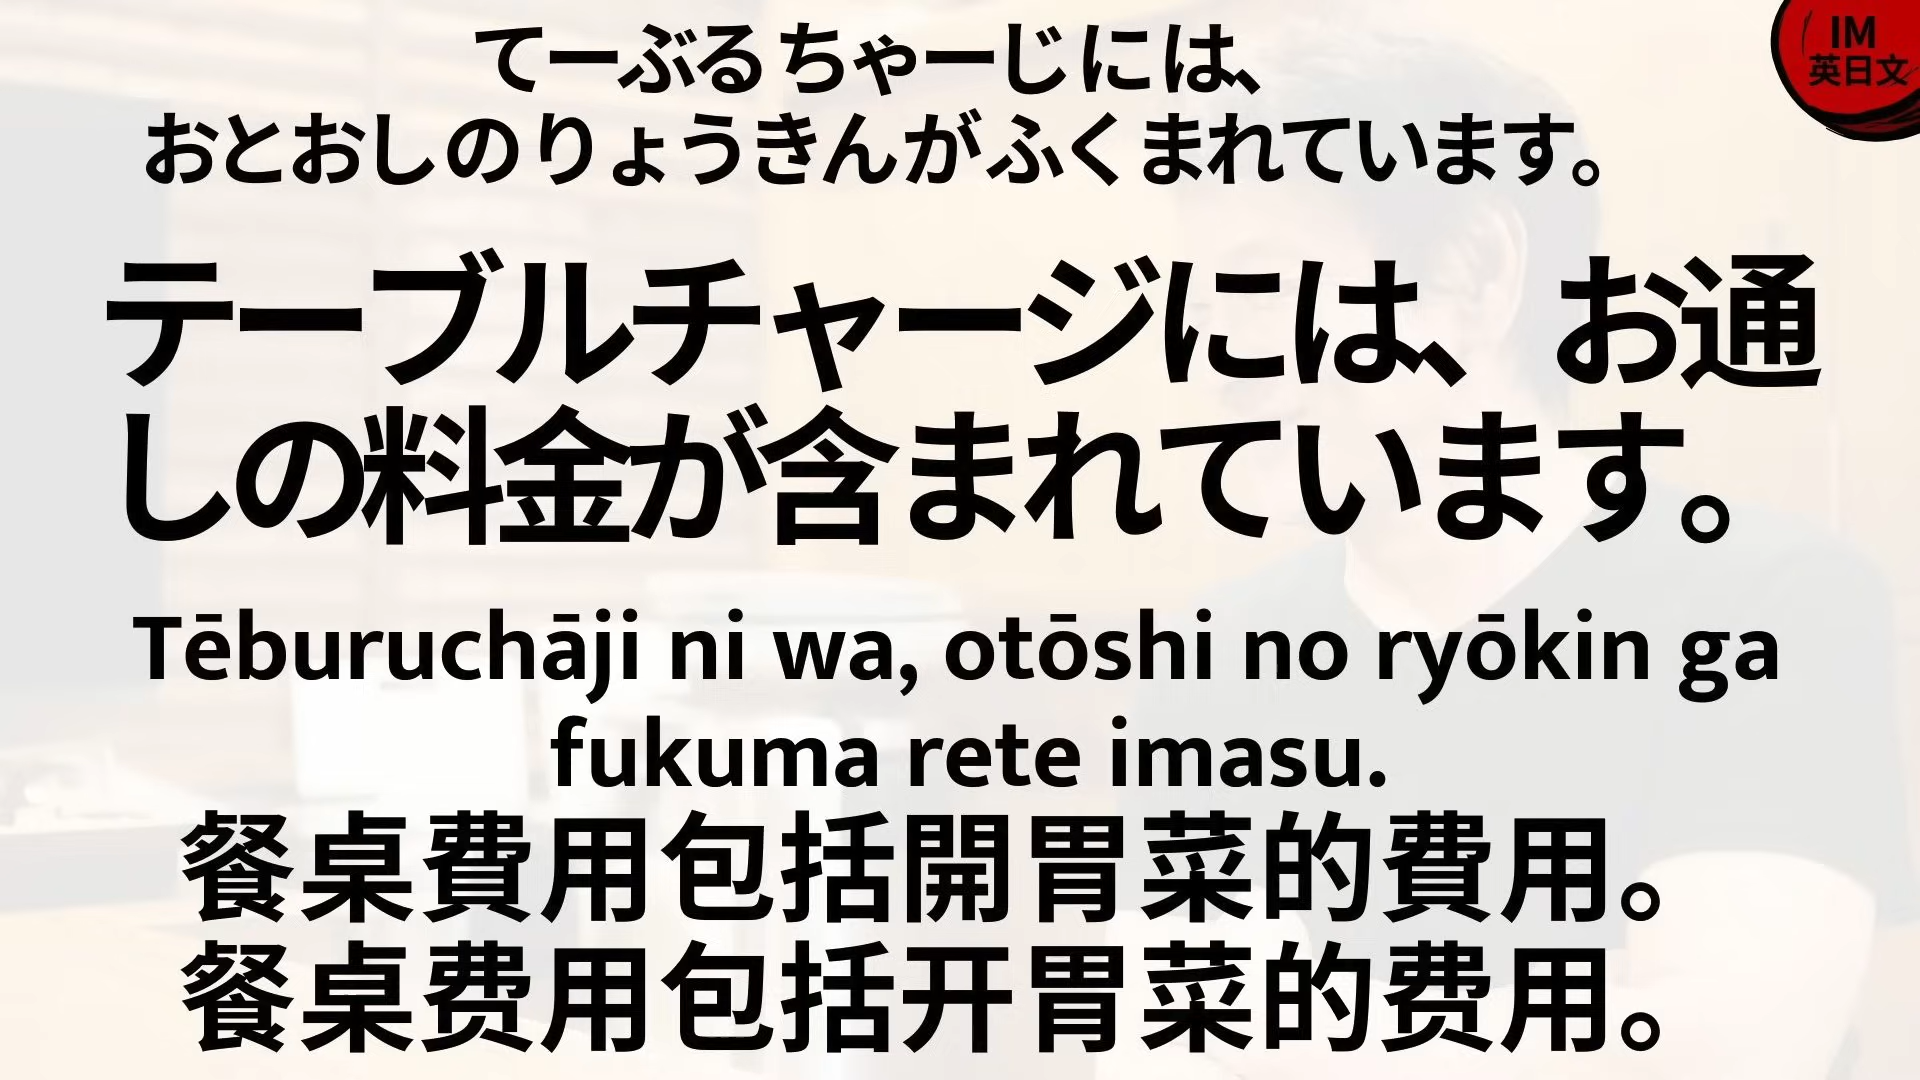 IM
英日文
てーぶるちゃーじには、
おとおしのりょうきんがふくまれています。
テーブルチャージには、お通
しの料金が含まれています。
Tēburuchāji ni wa, otōshi no ryōkin ga
fukuma rete imasu.
餐桌費用包括開胃菜的費用。
餐桌费用包括开胃菜的费用。